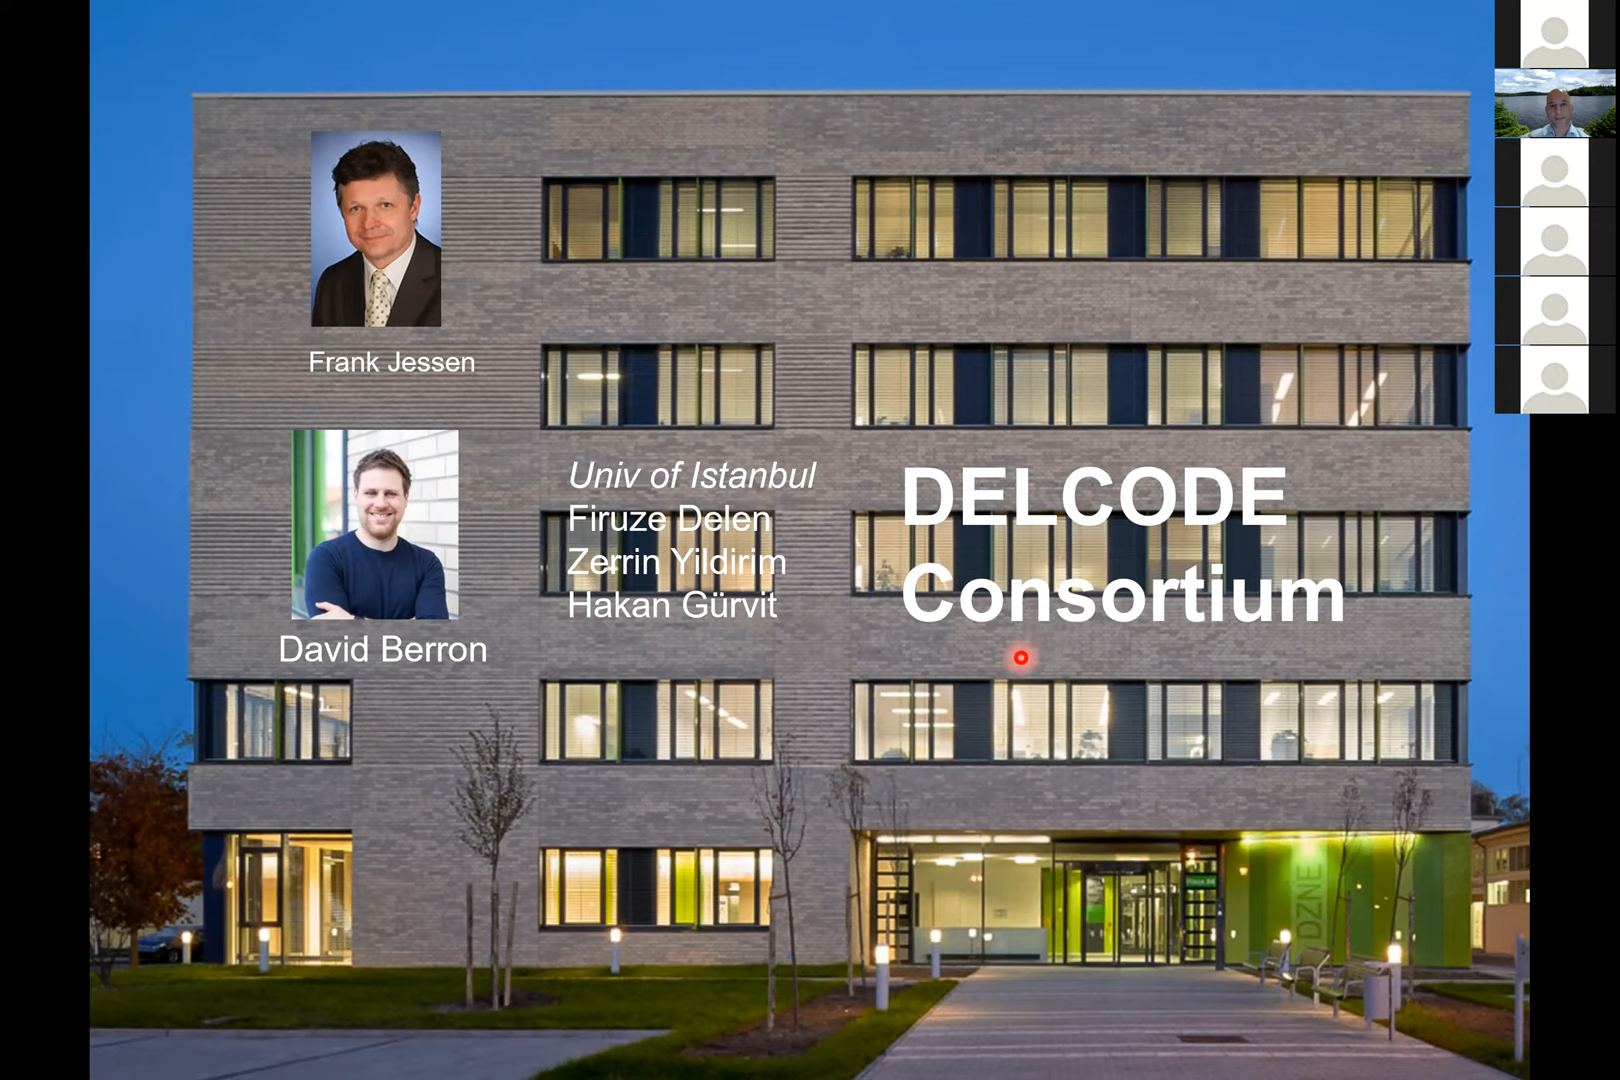 Frank Jessen
David Berron
Univ of Istanbul
Firuze Delen
Zerrin Yildirim
Hakan Gürvit
DELCODE
Consortium
DZNE